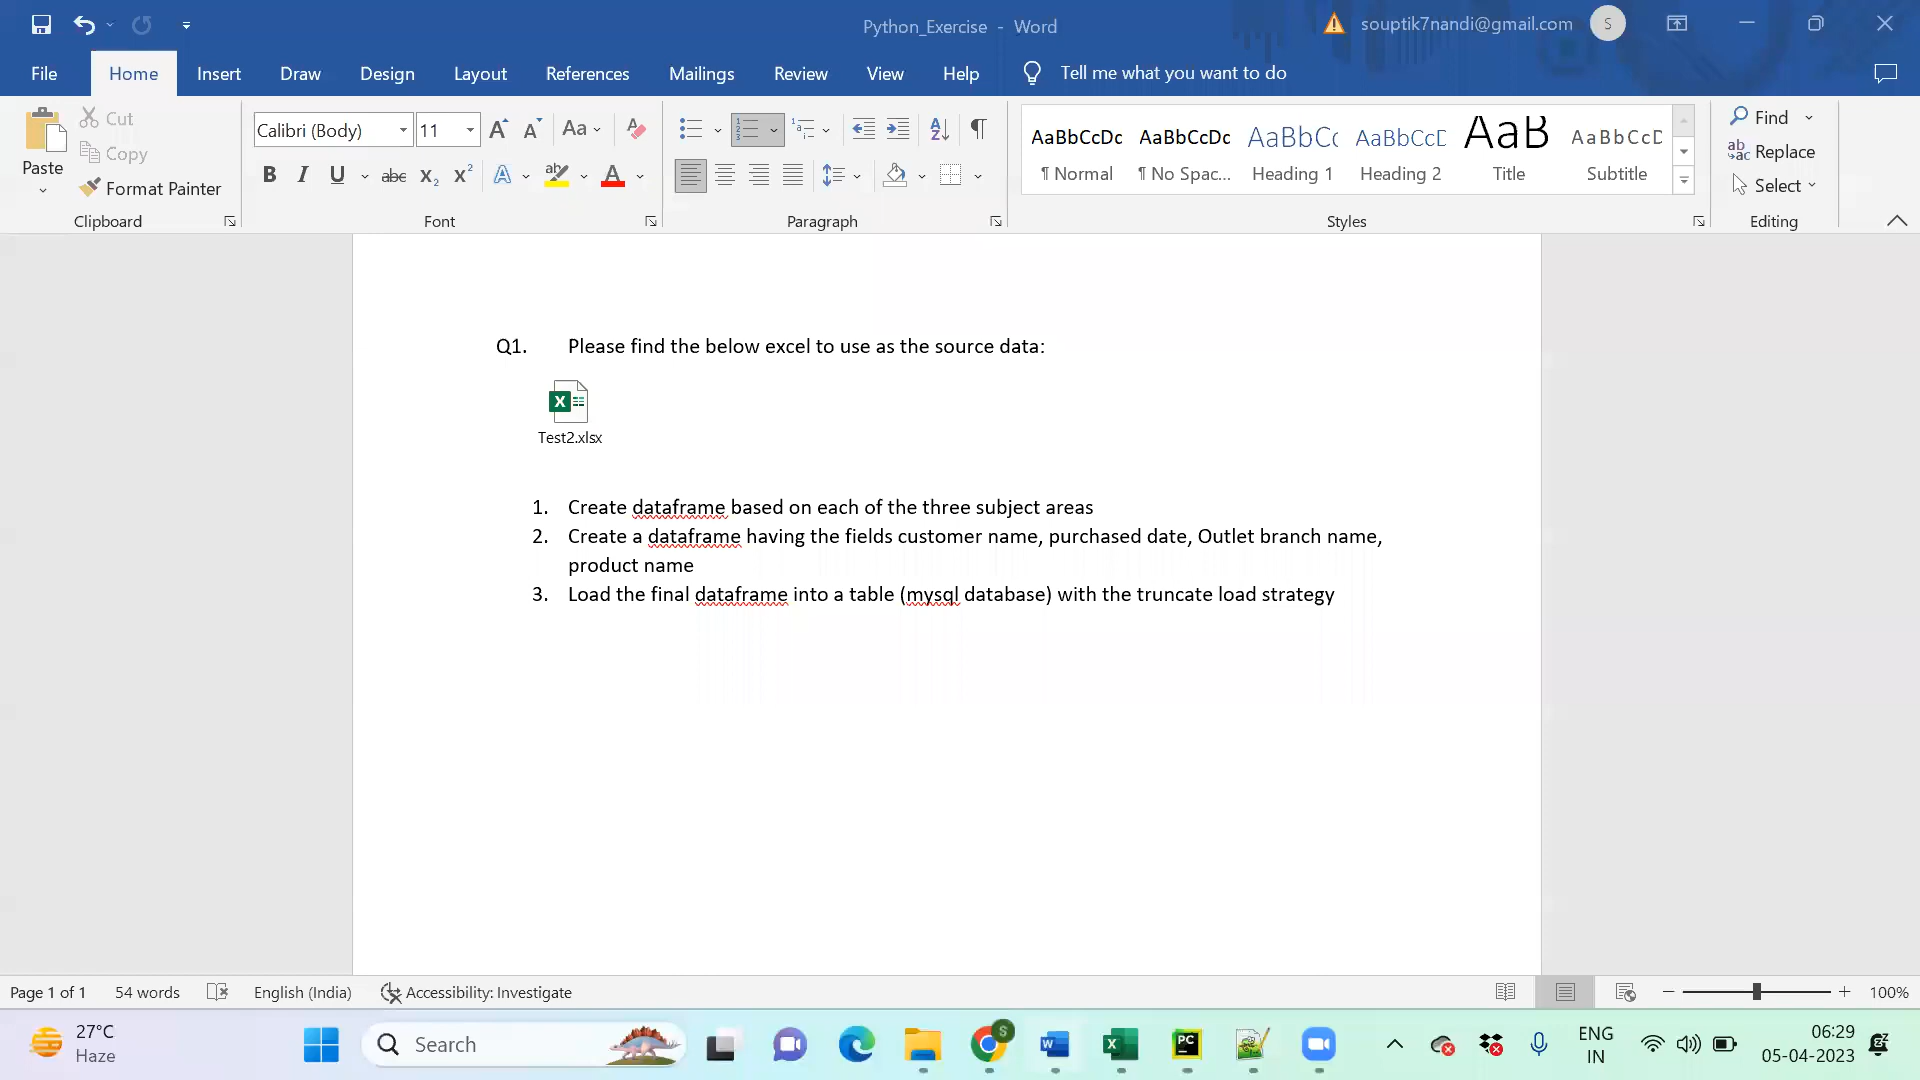 Python_Exercise - Word
souptik7nandi@gmail.com
S
File Home Insert Draw Design Layout References Mailings Review View Help Tell me what you want to do
Paste
Cut
Copy
Format Painter
Clipboard
Calibri (Body) 11
Font
Paragraph
AaBbCcDc AaBbCcDc AaBbCc AaBbCcD AaB AaBbCcD
¶ Normal ¶ No Spac... Heading 1 Heading 2 Title Subtitle
Styles
Find
Replace
Select
Editing
Q1. Please find the below excel to use as the source data:
Test2.xlsx
1. Create dataframe based on each of the three subject areas
2. Create a dataframe having the fields customer name, purchased date, Outlet branch name,
product name
3. Load the final dataframe into a table (mysql database) with the truncate load strategy
Page 1 of 1 54 words English (India) Accessibility: Investigate 100%
27°C
Haze
Search
ENG
IN
06:29
05-04-2023